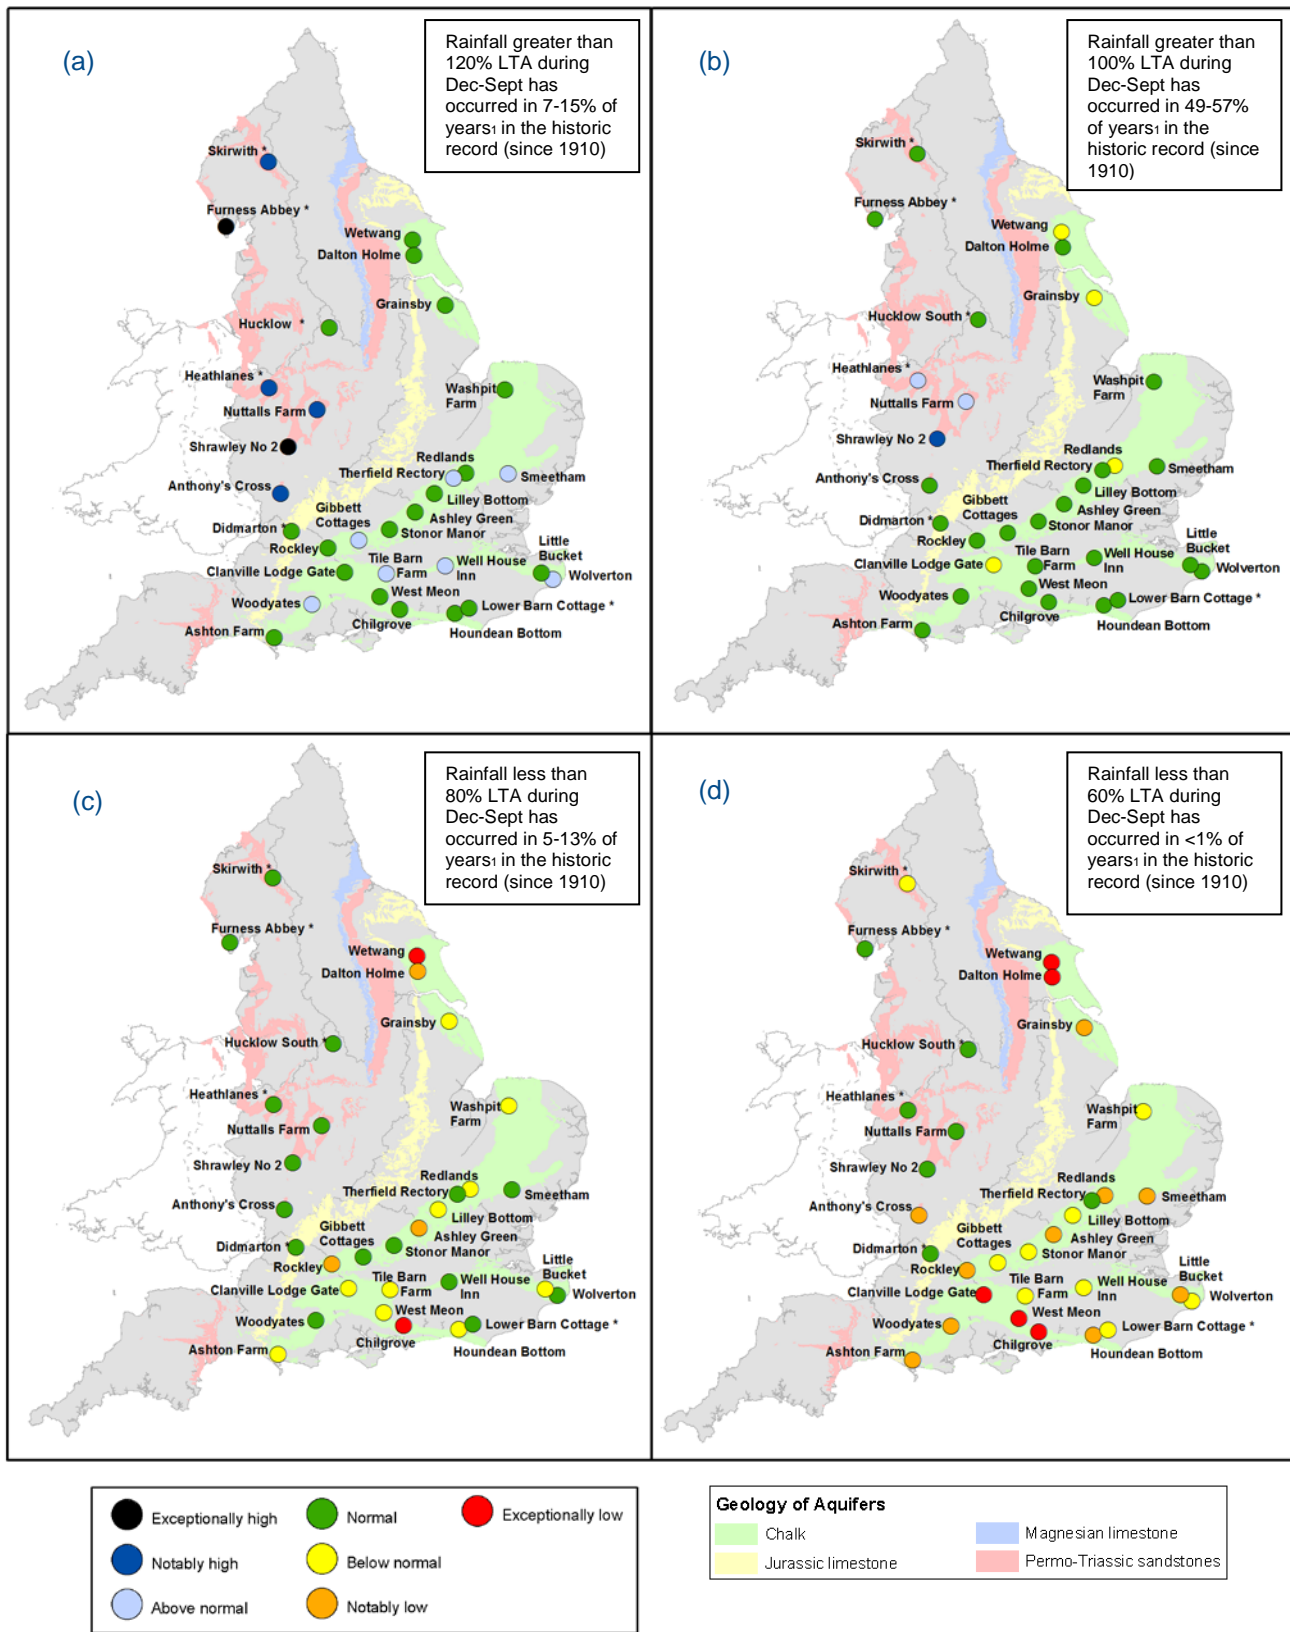 (a)
Rainfall greater than
120% LTA during
Dec-Sept has
occurred in 7-15% of
years1 in the historic
record (since 1910)
Skirwith *
Furness Abbey *
Wetwang
Dalton Holme
Grainsby
Hucklow *
Heathlanes *
Nuttalls Farm
Washpit
Farm
Shrawley No 2
Redlands
Therfield Rectory
Smeetham
Anthony's Cross
Lilley Bottom
Gibbett
Cottages
Ashley Green
Didmarton *
Stonor Manor
Rockley
Little
Bucket
Tile Barn
Farm
Well House
Inn
Clanville Lodge Gate
Wolverton
West Meon
Woodyates
Lower Barn Cottage *
Chilgrove
Ashton Farm
Houndean Bottom
(b)
Rainfall greater than
100% LTA during
Dec-Sept has
occurred in 49-57%
of years1 in the
historic record (since
1910)
Skirwith *
Furness Abbey *
Wetwang
Dalton Holme
Grainsby
Hucklow South *
Heathlanes *
Nuttalls Farm
Washpit
Farm
Shrawley No 2
Redlands
Therfield Rectory
Smeetham
Anthony's Cross
Lilley Bottom
Gibbett
Cottages
Ashley Green
Didmarton *
Stonor Manor
Rockley
Little
Bucket
Tile Barn
Farm
Well House
Inn
Clanville Lodge Gate
Wolverton
West Meon
Woodyates
Lower Barn Cottage *
Chilgrove
Ashton Farm
Houndean Bottom
(c)
Rainfall less than
80% LTA during
Dec-Sept has
occurred in 5-13% of
years1 in the historic
record (since 1910)
Skirwith *
Furness Abbey *
Wetwang
Dalton Holme
Grainsby
Hucklow South *
Heathlanes *
Nuttalls Farm
Washpit
Farm
Shrawley No 2
Redlands
Therfield Rectory
Smeetham
Anthony's Cross
Lilley Bottom
Gibbett
Cottages
Ashley Green
Didmarton *
Stonor Manor
Rockley
Little
Bucket
Tile Barn
Farm
Well House
Inn
Clanville Lodge Gate
Wolverton
West Meon
Woodyates
Lower Barn Cottage *
Chilgrove
Ashton Farm
Houndean Bottom
(d)
Rainfall less than
60% LTA during
Dec-Sept has
occurred in <1% of
years1 in the historic
record (since 1910)
Skirwith *
Furness Abbey *
Wetwang
Dalton Holme
Grainsby
Hucklow South *
Heathlanes *
Nuttalls Farm
Washpit
Farm
Shrawley No 2
Redlands
Therfield Rectory
Smeetham
Anthony's Cross
Lilley Bottom
Gibbett
Cottages
Ashley Green
Didmarton *
Stonor Manor
Rockley
Little
Bucket
Tile Barn
Farm
Well House
Inn
Clanville Lodge Gate
Wolverton
West Meon
Woodyates
Lower Barn Cottage *
Chilgrove
Ashton Farm
Houndean Bottom
Exceptionally high
Notably high
Above normal
Normal
Below normal
Notably low
Exceptionally low
Geology of Aquifers
Chalk
Jurassic limestone
Magnesian limestone
Permo-Triassic sandstones